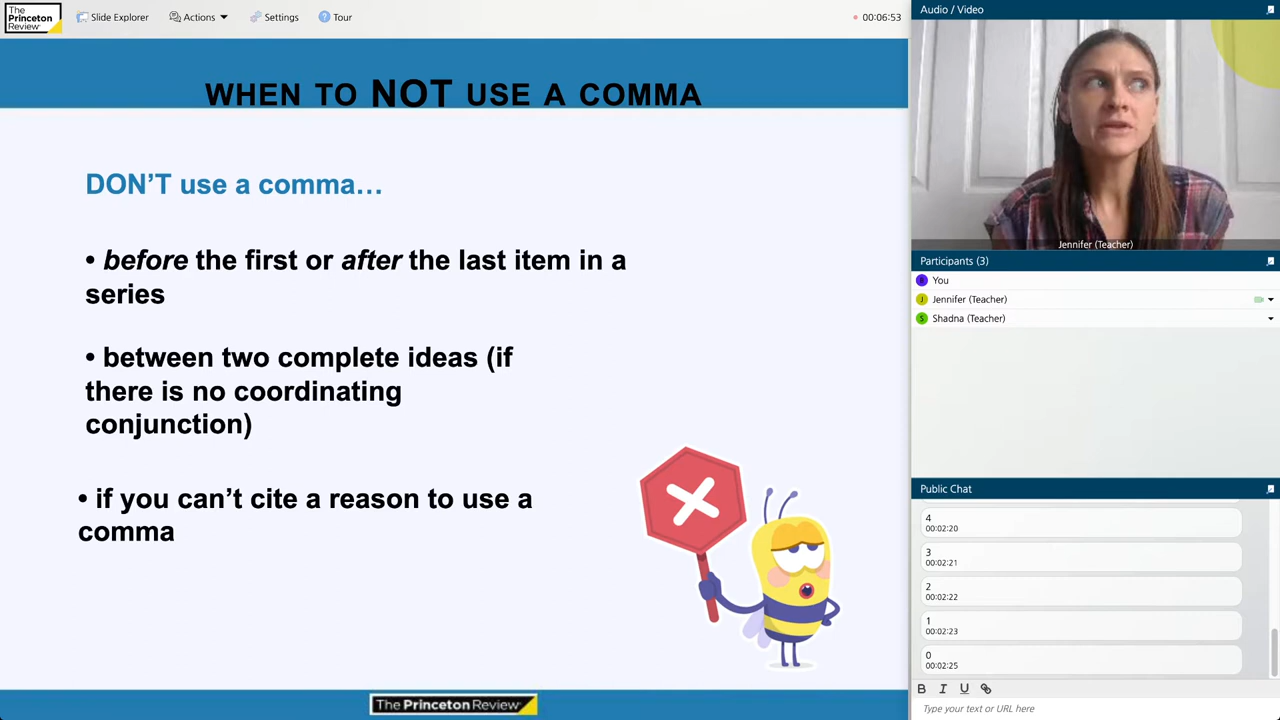 The
Princeton
Review
Slide Explorer
Actions
Settings
Tour
00:06:53
WHEN TO NOT USE A COMMA
DON’T use a comma…
• before the first or after the last item in a
series
• between two complete ideas (if
there is no coordinating
conjunction)
• if you can’t cite a reason to use a
comma
The Princeton Review
Audio / Video
Jennifer (Teacher)
Participants (3)
B
You
J
Jennifer (Teacher)
S
Shadna (Teacher)
Public Chat
4
00:02:20
3
00:02:21
2
00:02:22
1
00:02:23
0
00:02:25
B I U
Type your text or URL here